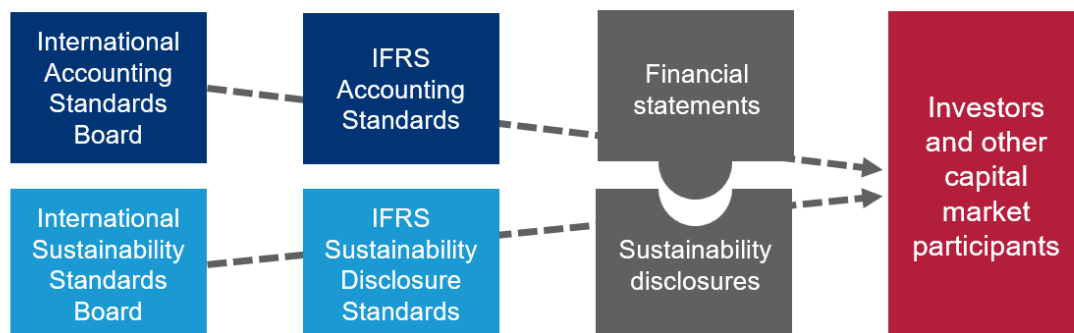 International
Accounting
Standards
Board
IFRS
Accounting
Standards
Financial
statements
International
Sustainability
Standards
Board
IFRS
Sustainability
Disclosure
Standards
Sustainability
disclosures
Investors
and other
capital
market
participants